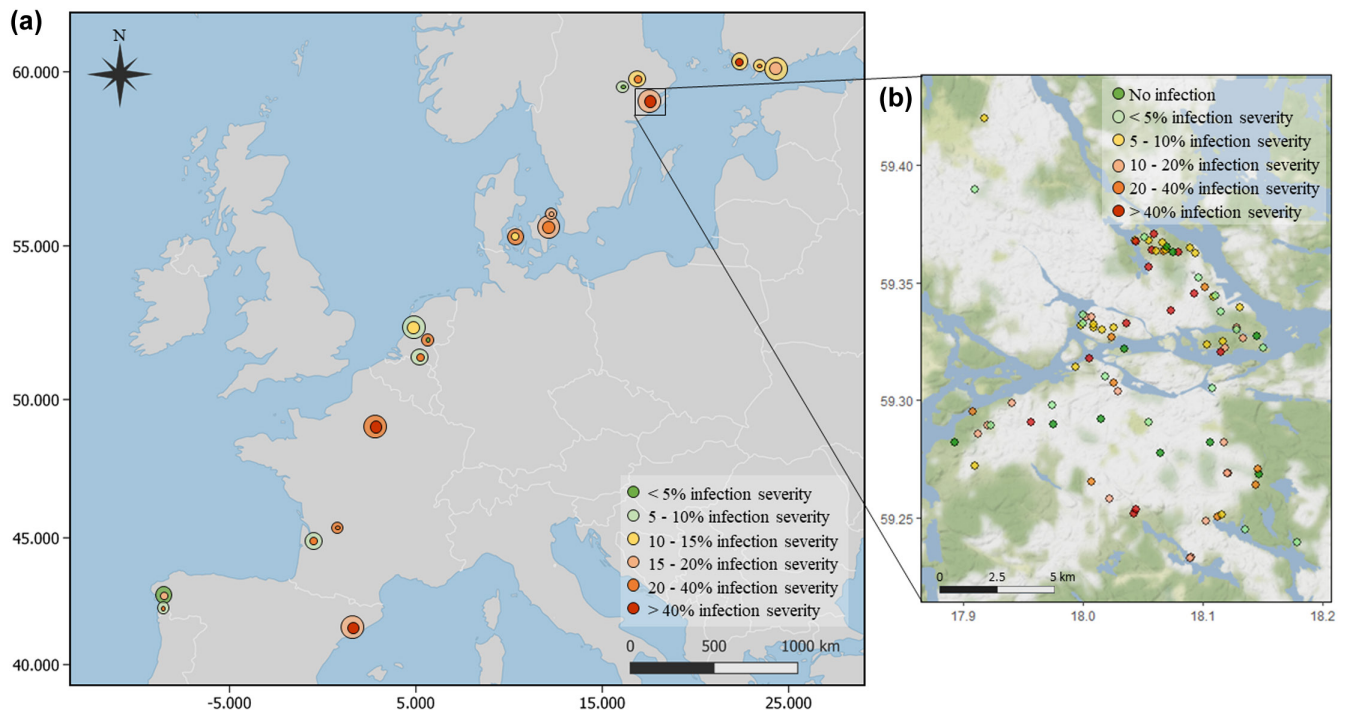 (a)
N
60.000
55.000
50.000
45.000
40.000
-5.000
5.000
15.000
25.000
< 5% infection severity
5 - 10% infection severity
10 - 15% infection severity
15 - 20% infection severity
20 - 40% infection severity
> 40% infection severity
0 500 1000 km
(b)
No infection
< 5% infection severity
5 - 10% infection severity
10 - 20% infection severity
20 - 40% infection severity
> 40% infection severity
59.40
59.35
59.30
59.25
0 2.5 5 km
17.9
18.0
18.1
18.2